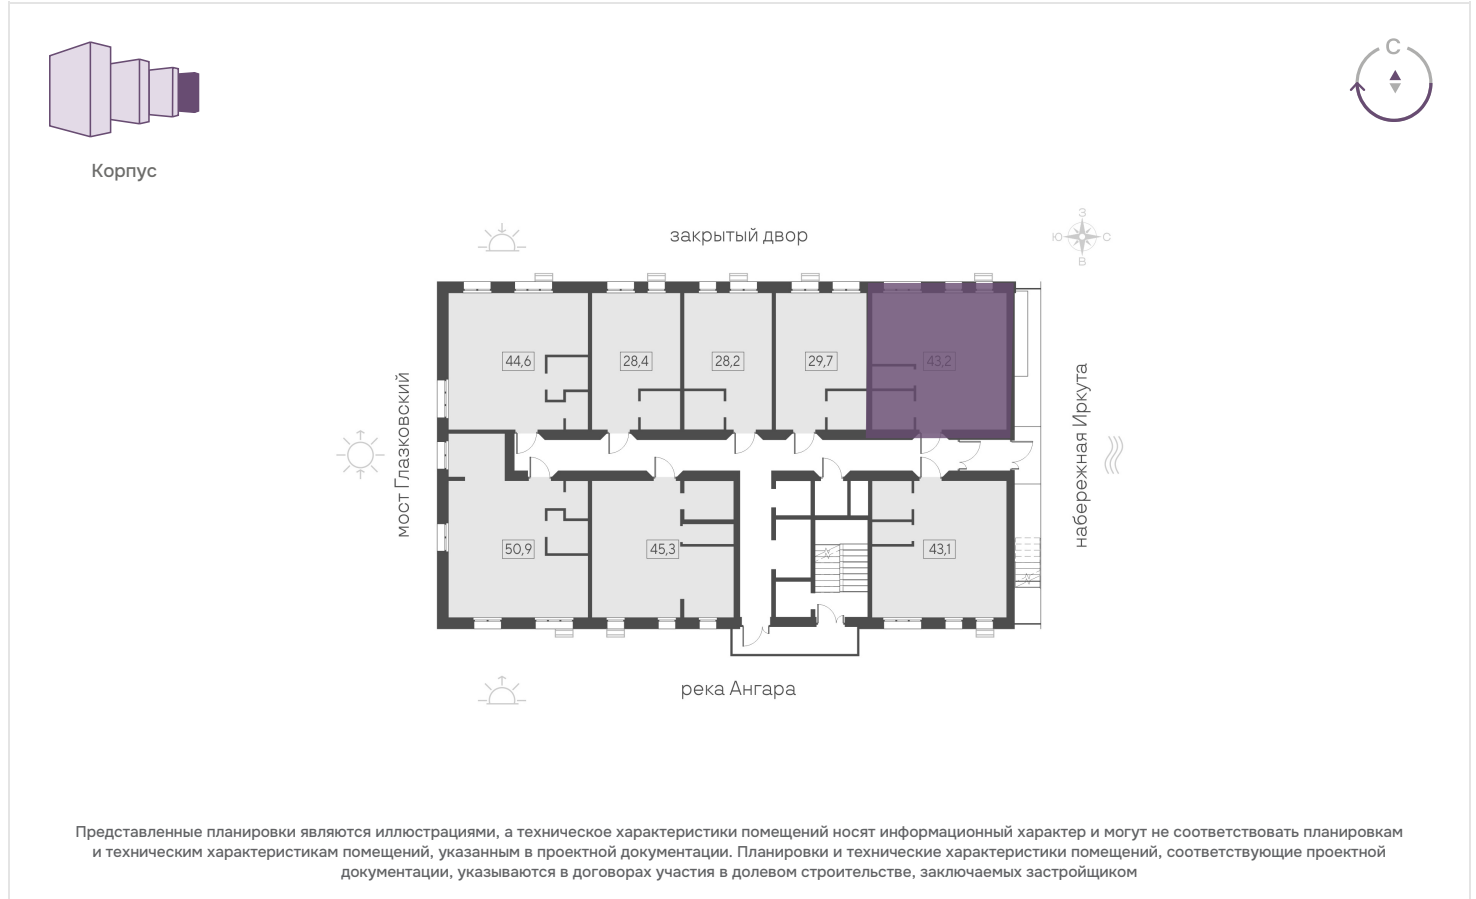 С
Корпус
закрытый двор
З
Ю
С
В
44,6
28,4
28,2
29,7
43,2
мост Глазковский
набережная Иркута
50,9
45,3
43,1
река Ангара
Представленные планировки являются иллюстрациями, а техническое характеристики помещений носят информационный характер и могут не соответствовать планировкам
и техническим характеристикам помещений, указанным в проектной документации. Планировки и технические характеристики помещений, соответствующие проектной
документации, указываются в договорах участия в долевом строительстве, заключаемых застройщиком